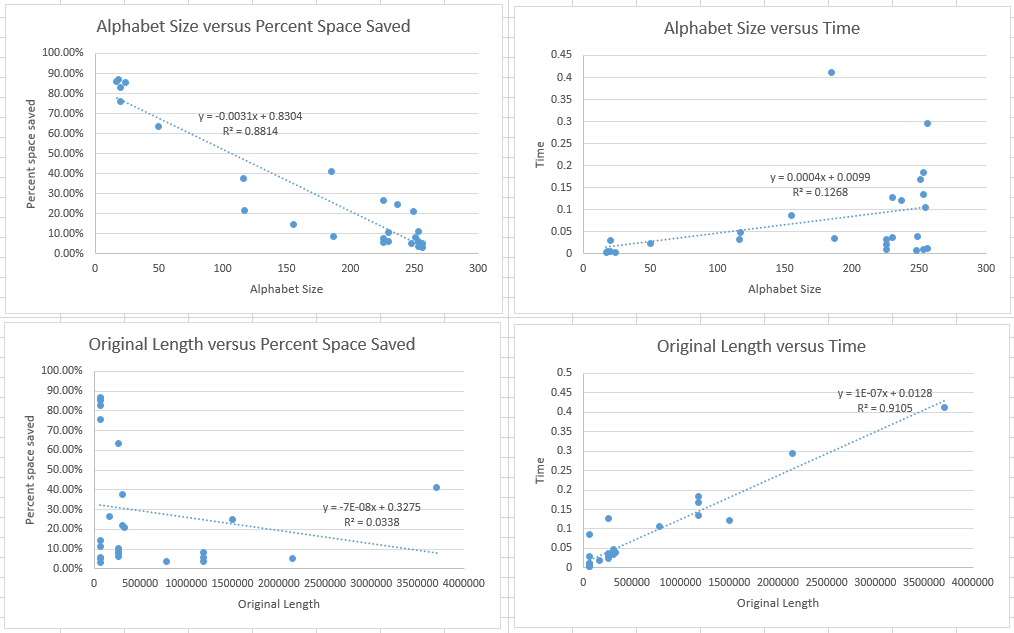 Alphabet Size versus Percent Space Saved
100.00%
90.00%
80.00%
70.00%
60.00%
50.00%
40.00%
30.00%
20.00%
10.00%
0.00%
Percent space saved
y = -0.0031x + 0.8304
R² = 0.8814
0 50 100 150 200 250 300
Alphabet Size
Alphabet Size versus Time
0.45
0.4
0.35
0.3
0.25
0.2
0.15
0.1
0.05
0
Time
y = 0.0004x + 0.0099
R² = 0.1268
0 50 100 150 200 250 300
Alphabet Size
Original Length versus Percent Space Saved
100.00%
90.00%
80.00%
70.00%
60.00%
50.00%
40.00%
30.00%
20.00%
10.00%
0.00%
Percent space saved
y = -7E-08x + 0.3275
R² = 0.0338
0 500000 1000000 1500000 2000000 2500000 3000000 3500000 4000000
Original Length
Original Length versus Time
0.5
0.45
0.4
0.35
0.3
0.25
0.2
0.15
0.1
0.05
0
Time
y = 1E-07x + 0.0128
R² = 0.9105
0 500000 1000000 1500000 2000000 2500000 3000000 3500000 4000000
Original Length